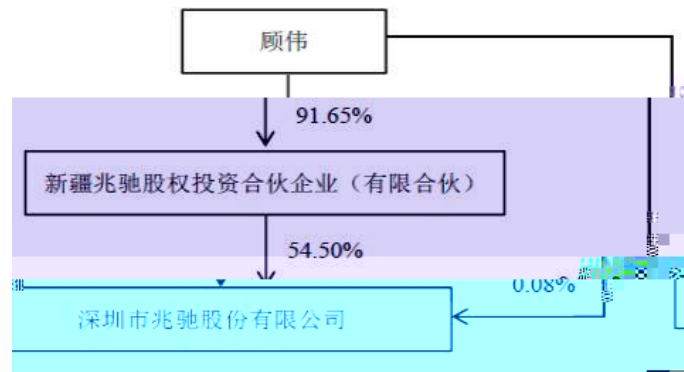 顾伟
91.65%
新疆兆驰股权投资合伙企业（有限合伙）
54.50%
0.08%
深圳市兆驰股份有限公司